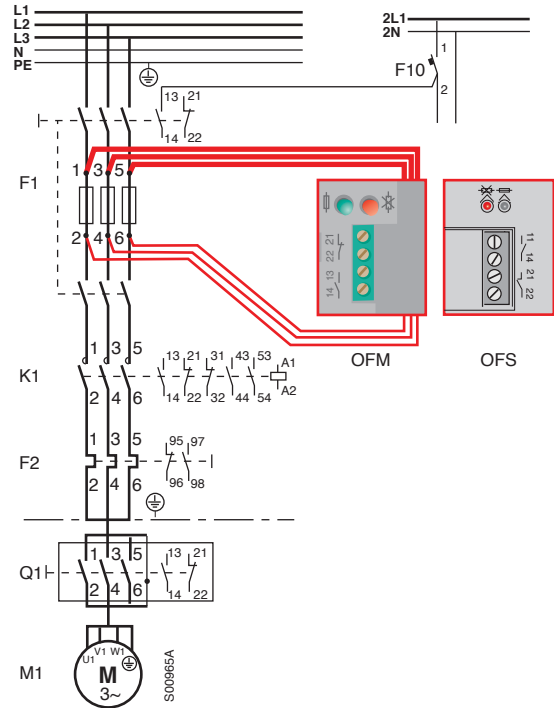 L1
L2
L3
N
PE
2L1
2N
1
F10
2
13 21
14 22
F1
1 3 5
2 4 6
21
22
13
14
OFM
11
14
21
22
OFS
K1
1 3 5
2 4 6
13 21 31 43 53
14 22 32 44 54
A1
A2
F2
1 3 5
2 4 6
95 97
96 98
Q1
1 3 5
2 4 6
13 21
14 22
M1
U1 V1 W1
M
3~
S00965A